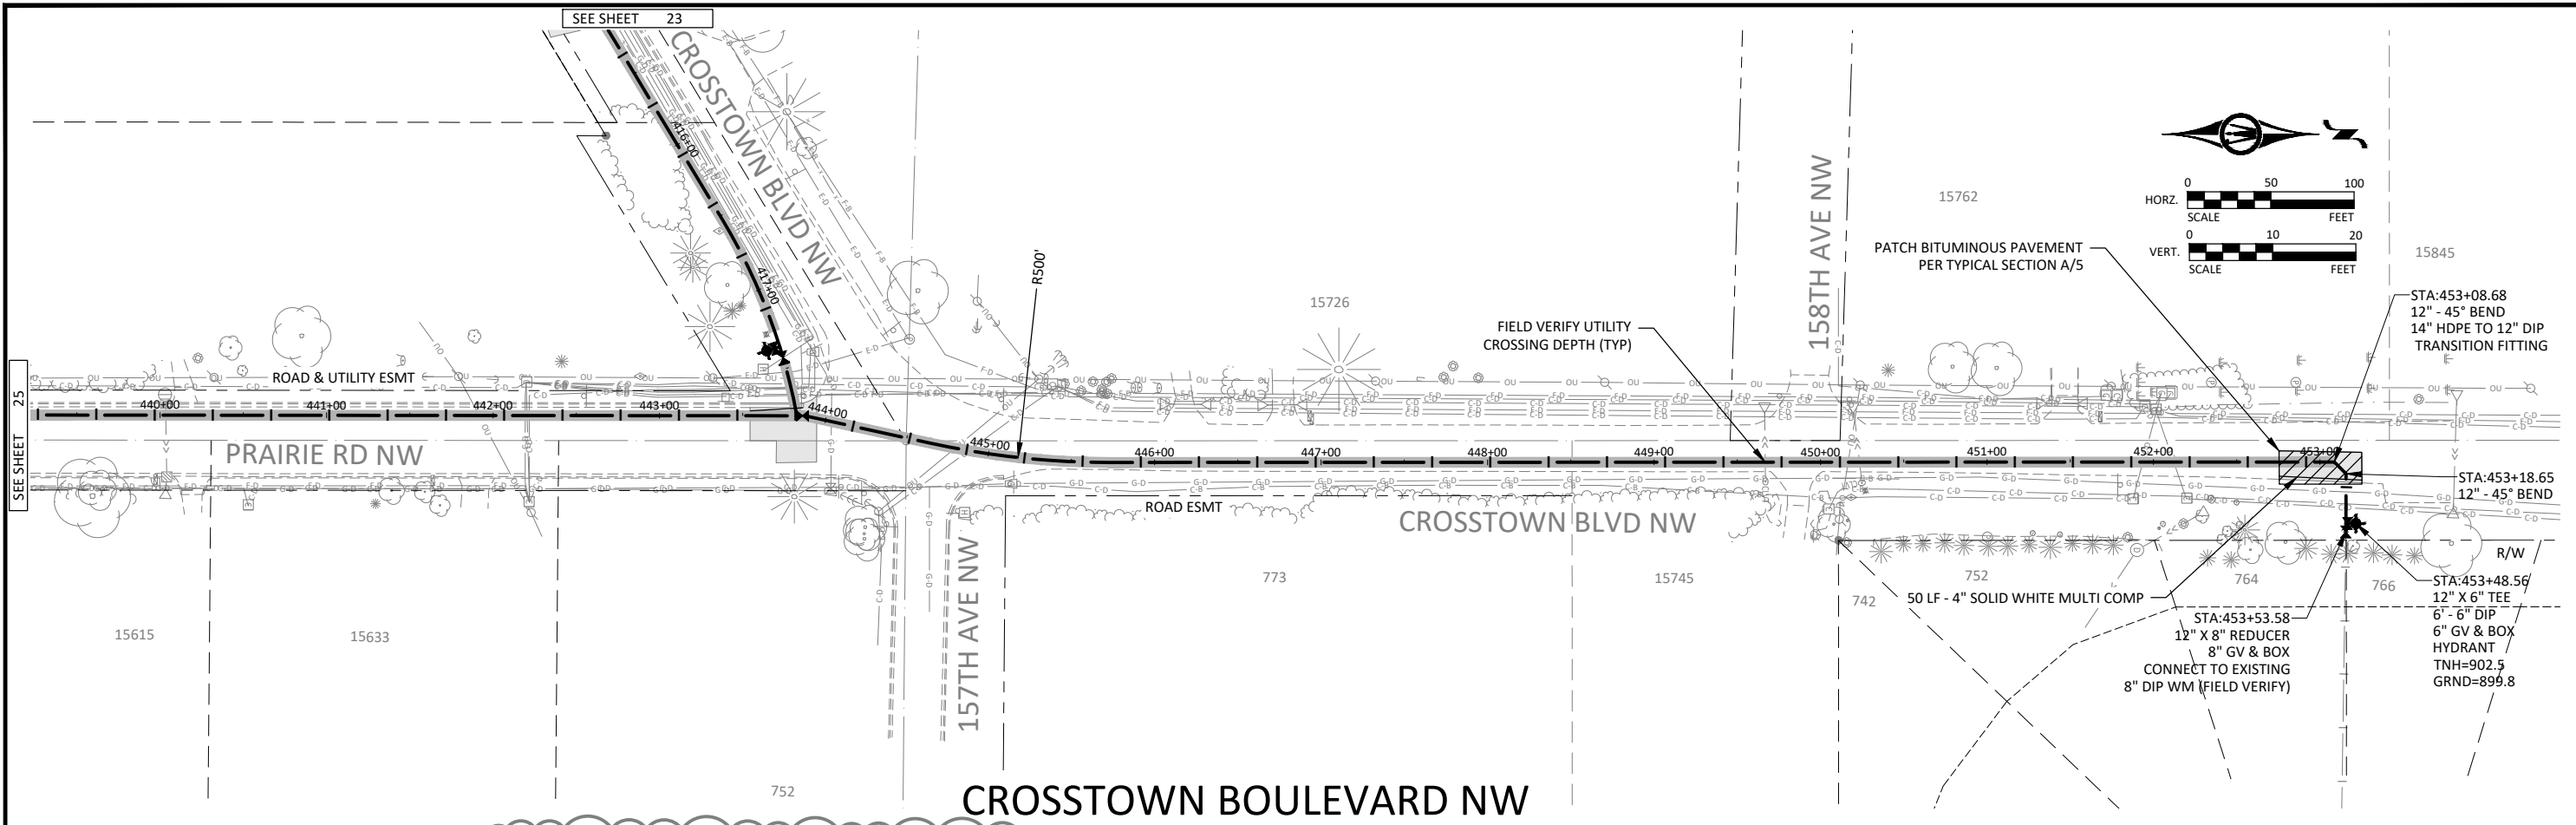 SEE SHEET 23
CROSSTOWN BLVD NW
416+00
417+00
R500'
158TH AVE NW
15762
0 50 100
HORZ.
SCALE FEET
0 10 20
VERT.
SCALE FEET
15845
PATCH BITUMINOUS PAVEMENT
PER TYPICAL SECTION A/5
STA:453+08.68
12" - 45° BEND
14" HDPE TO 12" DIP
TRANSITION FITTING
15726
FIELD VERIFY UTILITY
CROSSING DEPTH (TYP)
SEE SHEET 25
ROAD & UTILITY ESMT
440+00
441+00
442+00
443+00
444+00
445+00
446+00
447+00
448+00
449+00
450+00
451+00
452+00
453+00
PRAIRIE RD NW
STA:453+18.65
12" - 45° BEND
ROAD ESMT
CROSSTOWN BLVD NW
157TH AVE NW
R/W
15615
15633
752
773
15745
742
752
764
766
50 LF - 4" SOLID WHITE MULTI COMP
STA:453+53.58
12" X 8" REDUCER
8" GV & BOX
CONNECT TO EXISTING
8" DIP WM (FIELD VERIFY)
STA:453+48.56
12" X 6" TEE
6' - 6" DIP
6" GV & BOX
HYDRANT
TNH=902.5
GRND=899.8
CROSSTOWN BOULEVARD NW